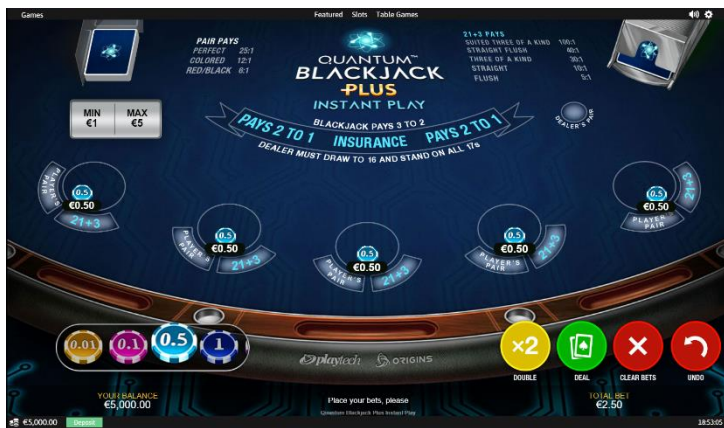 Games
Featured Slots Table Games
PAIR PAYS
PERFECT 25:1
COLORED 12:1
RED/BLACK 6:1
QUANTUM™
BLACKJACK
PLUS
INSTANT PLAY
21+3 PAYS
SUITED THREE OF A KIND 100:1
STRAIGHT FLUSH 40:1
THREE OF A KIND 30:1
STRAIGHT 10:1
FLUSH 5:1
MIN MAX
€1 €5
BLACKJACK PAYS 3 TO 2
PAYS 2 TO 1 INSURANCE PAYS 2 TO 1
DEALER MUST DRAW TO 16 AND STAND ON ALL 17s
DEALER'S PAIR
PLAYER'S PAIR
0.5
€0.50
21+3
PLAYER'S PAIR
0.5
€0.50
21+3
PLAYER'S PAIR
0.5
€0.50
21+3
PLAYER'S PAIR
0.5
€0.50
21+3
PLAYER'S PAIR
0.5
€0.50
21+3
0.01 0.1 0.5 1
playtech ORIGINS
×2
DOUBLE DEAL CLEAR BETS UNDO
YOUR BALANCE
€5,000.00
Place your bets, please
Quantum Blackjack Plus Instant Play
TOTAL BET
€2.50
€5,000.00 Deposit
18:53:05